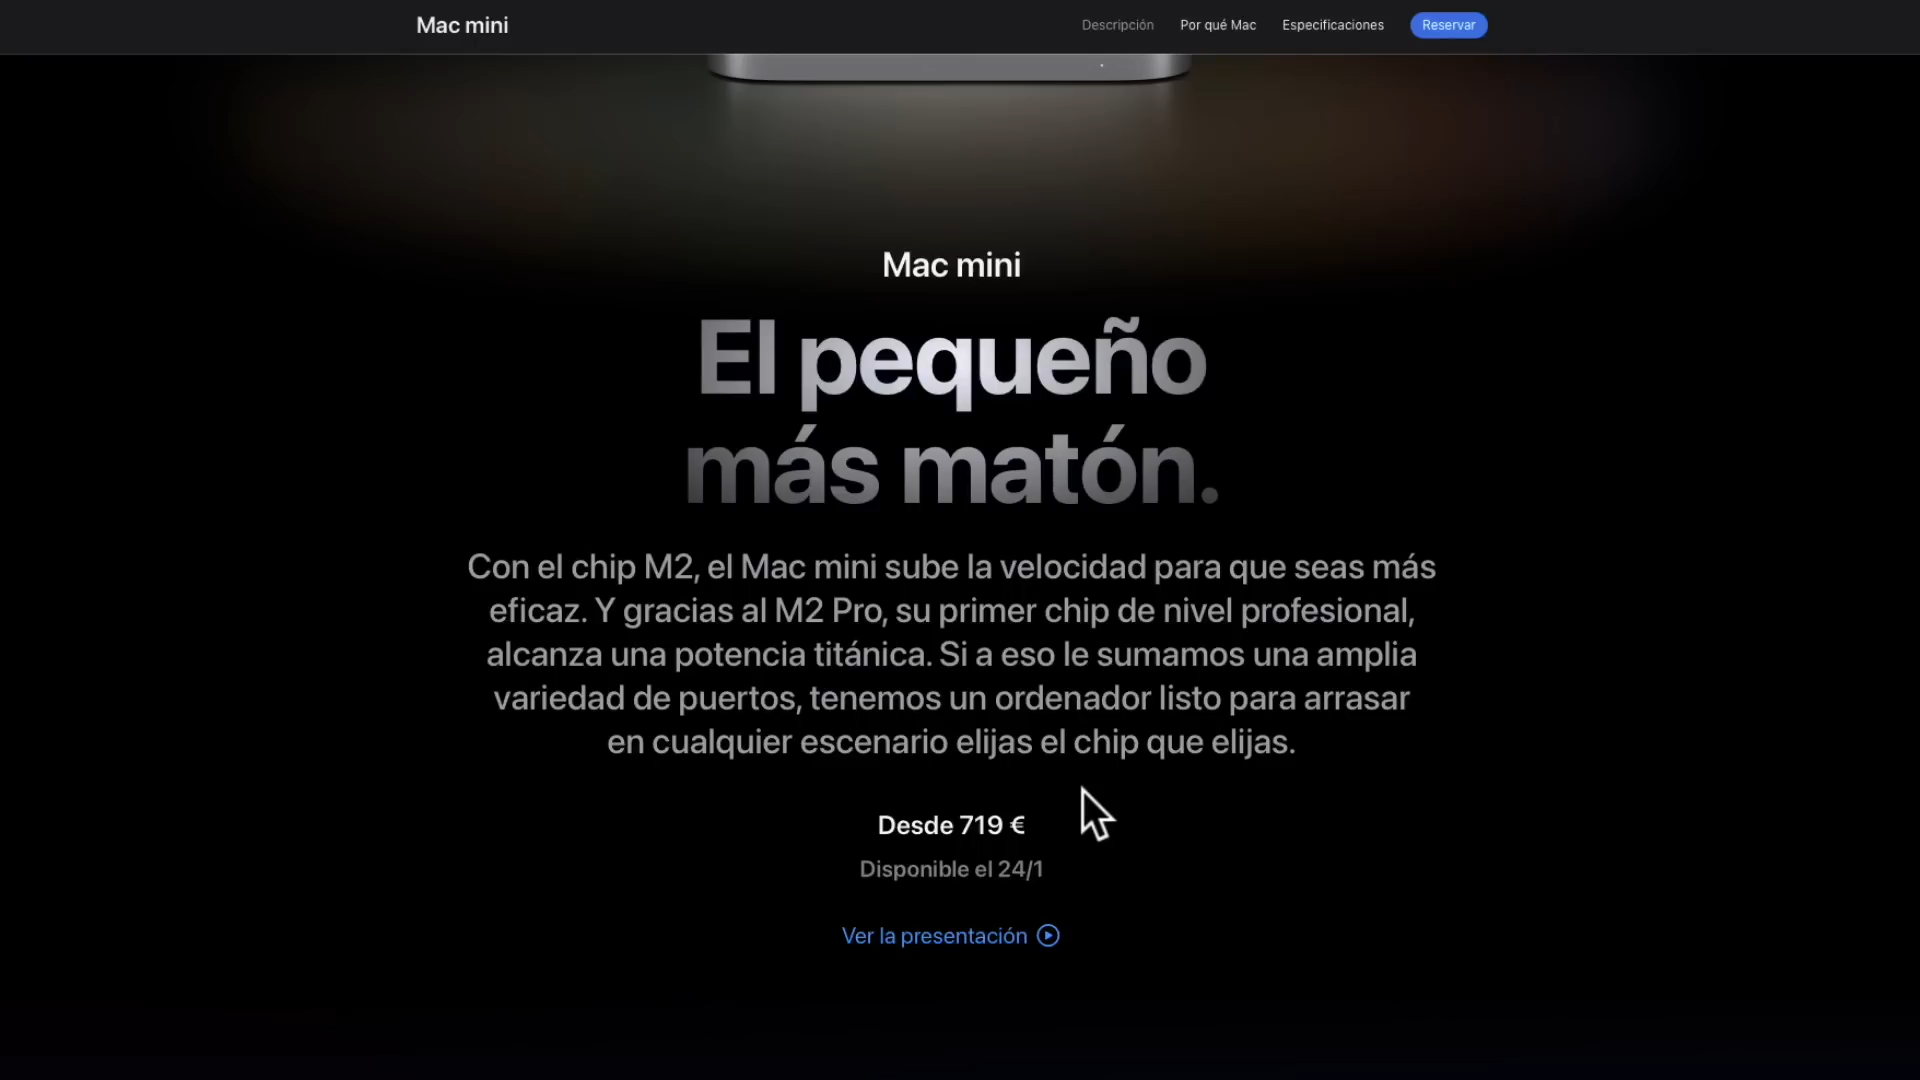 Mac mini
Descripción
Por qué Mac
Especificaciones
Reservar
Mac mini
El pequeño
más matón.
Con el chip M2, el Mac mini sube la velocidad para que seas más
eficaz. Y gracias al M2 Pro, su primer chip de nivel profesional,
alcanza una potencia titánica. Si a eso le sumamos una amplia
variedad de puertos, tenemos un ordenador listo para arrasar
en cualquier escenario elijas el chip que elijas.
Desde 719 €
Disponible el 24/1
Ver la presentación